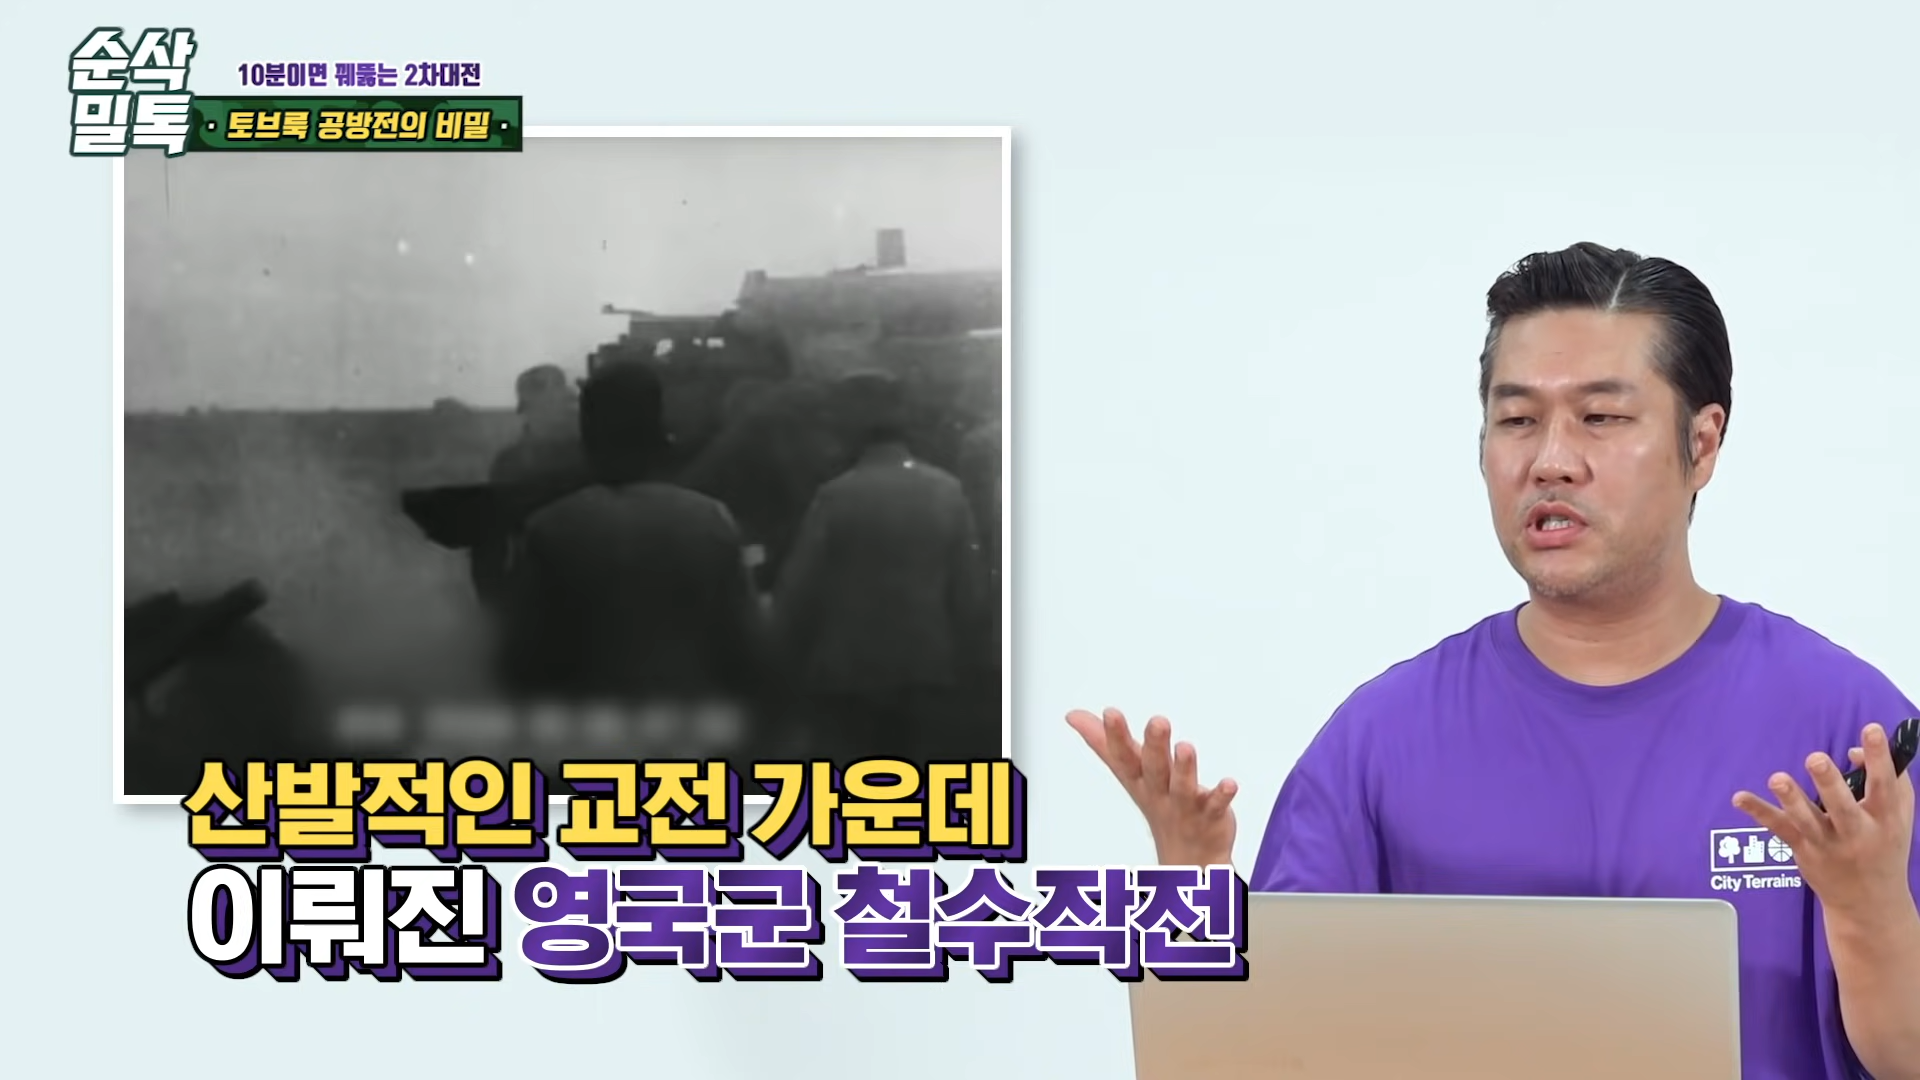 순삭
밀톡
10분이면 꿰뚫는 2차대전
· 토브룩 공방전의 비밀 ·
산발적인 교전 가운데
이뤄진 영국군 철수작전
City Terrains